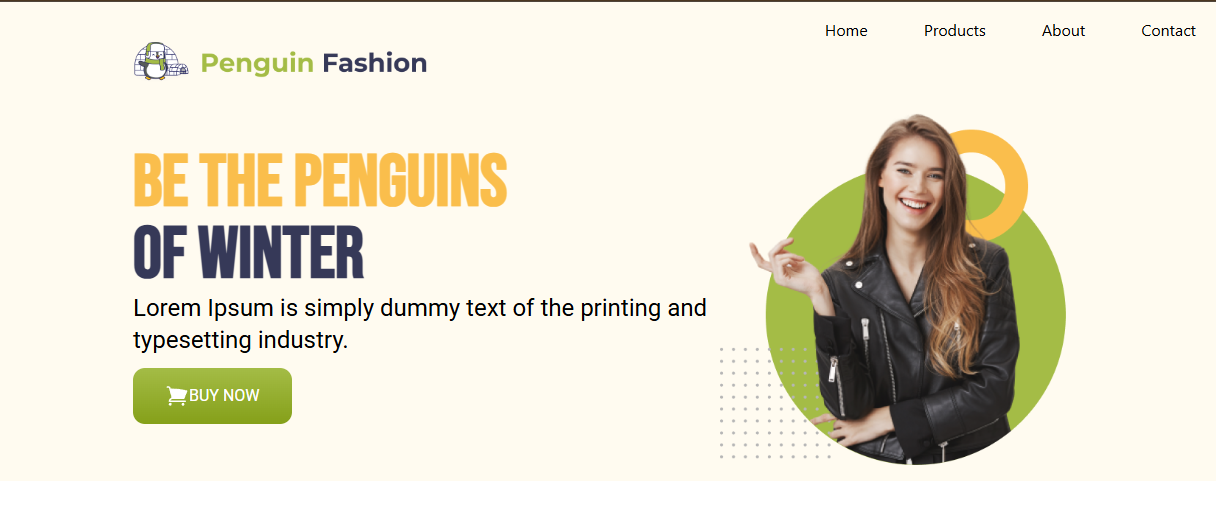 Home Products About Contact
Penguin Fashion
BE THE PENGUINS
OF WINTER
Lorem Ipsum is simply dummy text of the printing and
typesetting industry.
BUY NOW